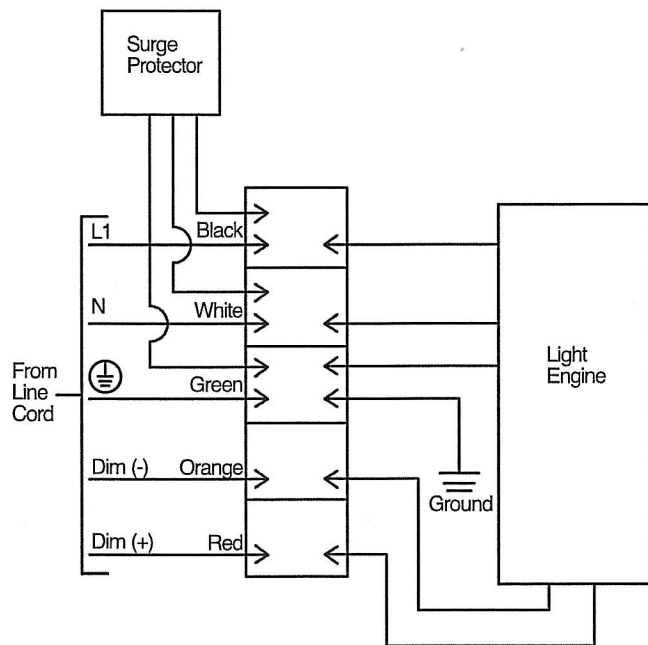 Surge
Protector
L1
Black
N
White
From
Line
Cord
Green
Dim (-)
Orange
Dim (+)
Red
Ground
Light
Engine